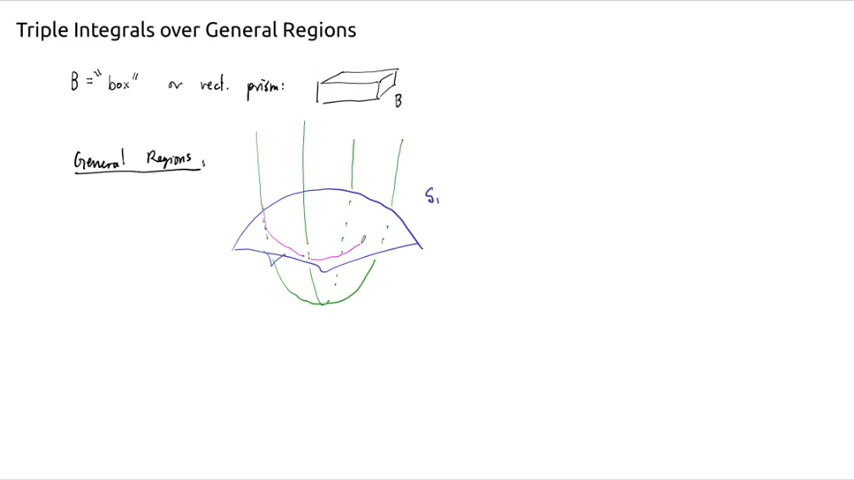 Triple Integrals over General Regions
B = "box" or rect. prism:
B
General Regions.
S₁